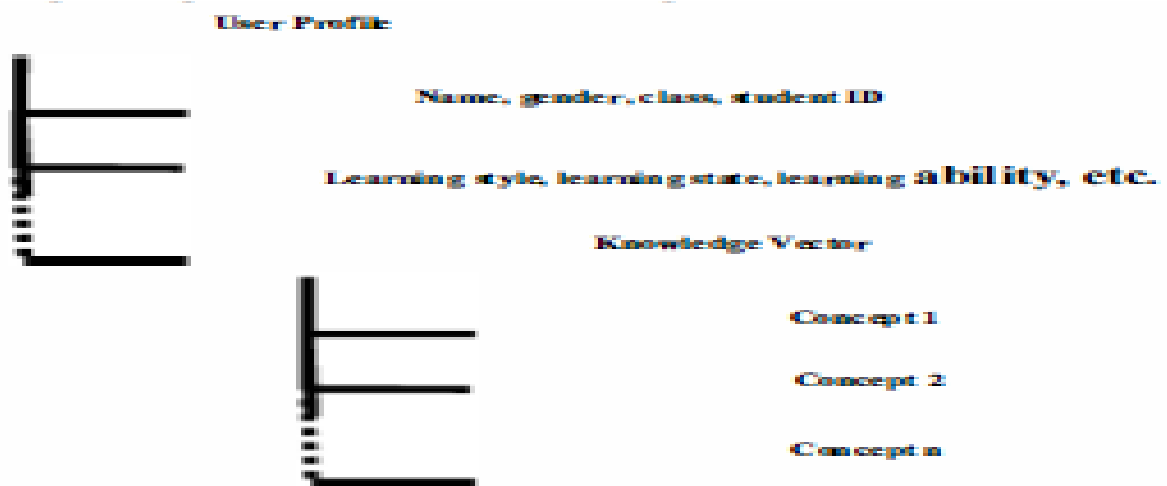 User Profile
Name, gender, class, student ID
Learning style, learning state, learning ability, etc.
Knowledge Vector
Concept 1
Concept 2
Concept n